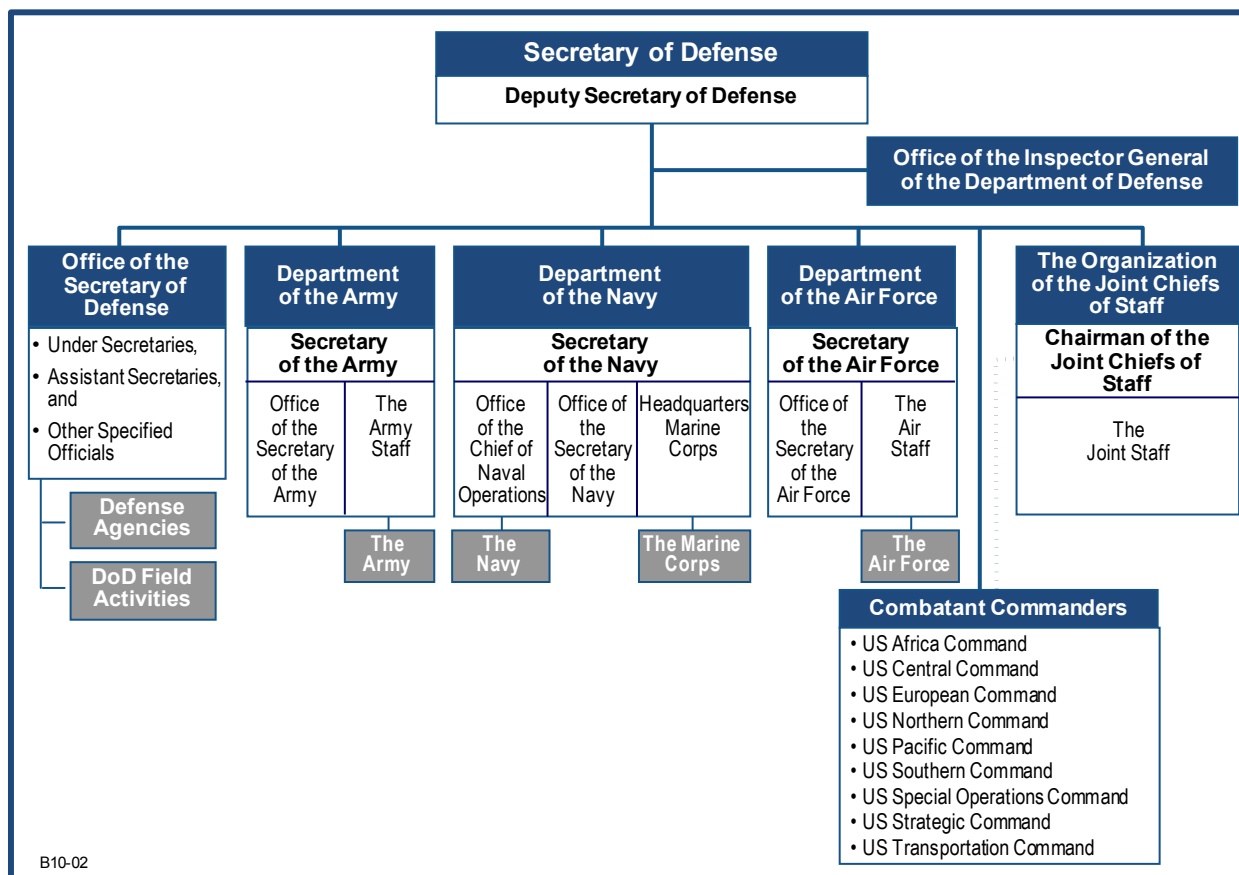 Secretary of Defense
Deputy Secretary of Defense
Office of the Inspector General
of the Department of Defense
Office of the
Secretary of
Defense
• Under Secretaries,
• Assistant Secretaries,
and
• Other Specified
Officials
Defense
Agencies
DoD Field
Activities
Department
of the Army
Secretary
of the Army
Office
of the
Secretary
of the
Army
The
Army
Staff
The
Army
Department
of the Navy
Secretary
of the Navy
Office
of the
Chief of
Naval
Operations
Office of
the
Secretary
of the
Navy
Headquarters
Marine
Corps
The
Navy
The Marine
Corps
Department
of the Air Force
Secretary
of the Air Force
Office of
the
Secretary
of the
Air Force
The
Air
Staff
The
Air Force
The Organization
of the Joint Chiefs
of Staff
Chairman of the
Joint Chiefs of
Staff
The
Joint Staff
Combatant Commanders
• US Africa Command
• US Central Command
• US European Command
• US Northern Command
• US Pacific Command
• US Southern Command
• US Special Operations Command
• US Strategic Command
• US Transportation Command
B10-02